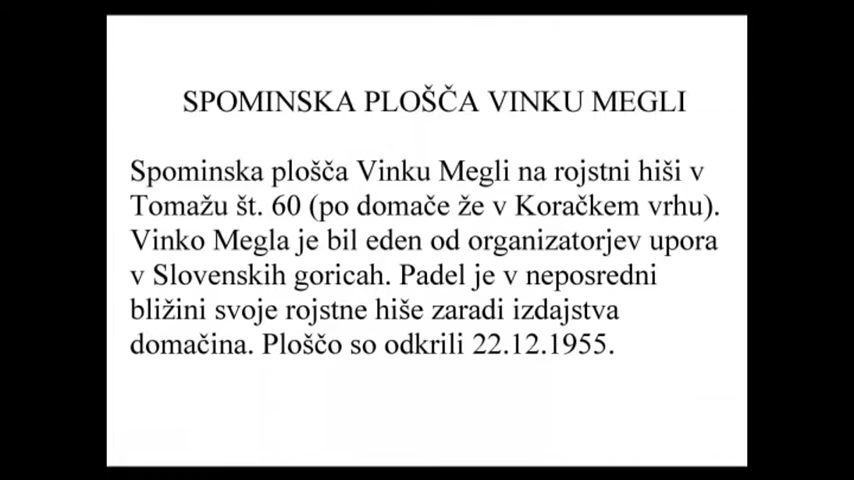 SPOMINSKA PLOŠČA VINKU MEGLI
Spominska plošča Vinku Megli na rojstni hiši v
Tomažu št. 60 (po domače že v Koračkem vrhu).
Vinko Megla je bil eden od organizatorjev upora
v Slovenskih goricah. Padel je v neposredni
bližini svoje rojstne hiše zaradi izdajstva
domačina. Ploščo so odkrili 22.12.1955.